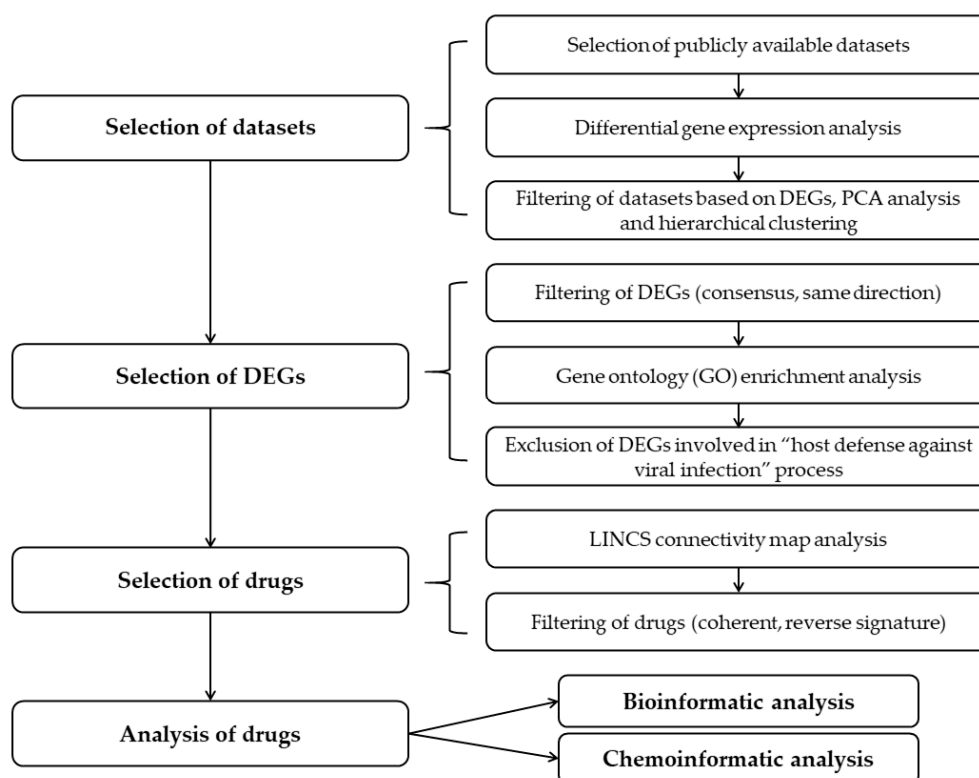 Selection of datasets
Selection of publicly available datasets
Differential gene expression analysis
Filtering of datasets based on DEGs, PCA analysis
and hierarchical clustering
Selection of DEGs
Filtering of DEGs (consensus, same direction)
Gene ontology (GO) enrichment analysis
Exclusion of DEGs involved in “host defense against
viral infection” process
Selection of drugs
LINCS connectivity map analysis
Filtering of drugs (coherent, reverse signature)
Analysis of drugs
Bioinformatic analysis
Chemoinformatic analysis